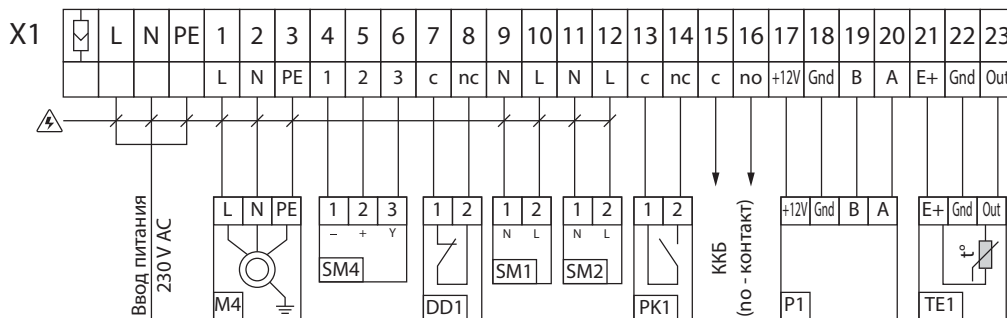 X1 L N PE 1 2 3 4 5 6 7 8 9 10 11 12 13 14 15 16 17 18 19 20 21 22 23
L N PE 1 2 3 c nc N L N L c nc c no +12V Gnd B A E+ Gnd Out
Ввод питания
230 V AC
L N PE
M4
1 2 3
– + Y
SM4
1 2
DD1
1 2
N L
SM1
1 2
N L
SM2
1 2
PK1
ККБ
(no - контакт)
+12V Gnd B A
P1
E+ Gnd Out
t°
TE1